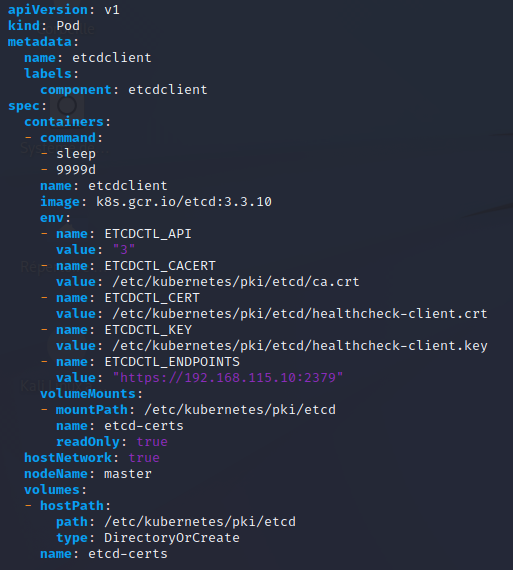 apiVersion: v1
kind: Pod
metadata:
  name: etcdclient
  labels:
    component: etcdclient
spec:
  containers:
  - command:
    - sleep
    - 9999d
    name: etcdclient
    image: k8s.gcr.io/etcd:3.3.10
    env:
    - name: ETCDCTL_API
      value: "3"
    - name: ETCDCTL_CACERT
      value: /etc/kubernetes/pki/etcd/ca.crt
    - name: ETCDCTL_CERT
      value: /etc/kubernetes/pki/etcd/healthcheck-client.crt
    - name: ETCDCTL_KEY
      value: /etc/kubernetes/pki/etcd/healthcheck-client.key
    - name: ETCDCTL_ENDPOINTS
      value: "https://192.168.115.10:2379"
    volumeMounts:
    - mountPath: /etc/kubernetes/pki/etcd
      name: etcd-certs
      readOnly: true
  hostNetwork: true
  nodeName: master
  volumes:
  - hostPath:
      path: /etc/kubernetes/pki/etcd
      type: DirectoryOrCreate
    name: etcd-certs